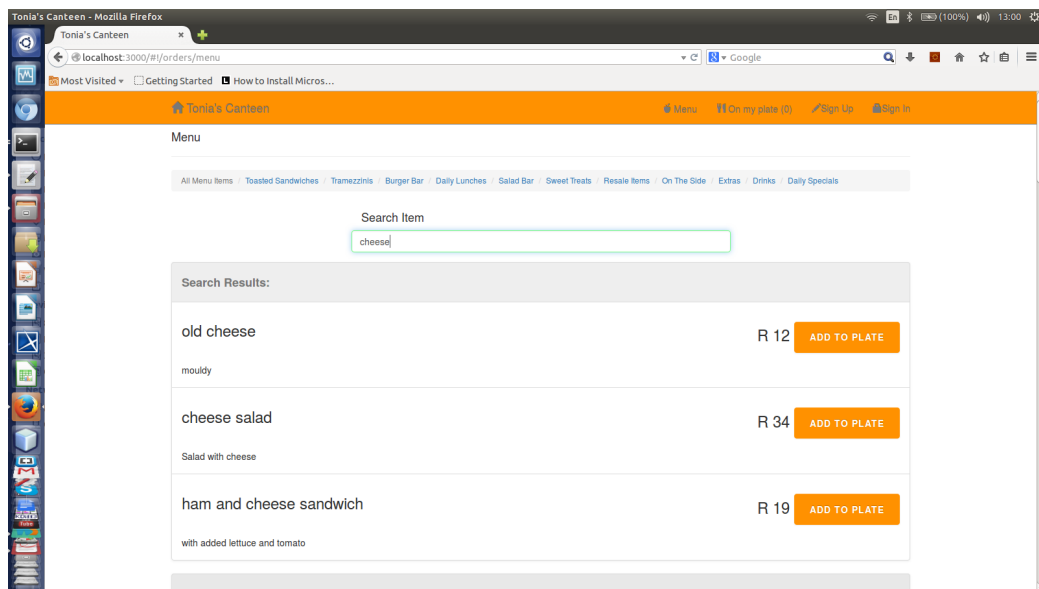 Tonia's Canteen - Mozilla Firefox
En (100%) 13:00
Tonia's Canteen ×
localhost:3000/#!/orders/menu
Google
Most Visited
Getting Started
How to Install Micros...
Tonia's Canteen
Menu
On my plate (0)
Sign Up
Sign In
Menu
All Menu Items / Toasted Sandwiches / Tramezzinis / Burger Bar / Daily Lunches / Salad Bar / Sweet Treats / Resale Items / On The Side / Extras / Drinks / Daily Specials
Search Item
cheese
Search Results:
old cheese
R 12 ADD TO PLATE
mouldy
cheese salad
R 34 ADD TO PLATE
Salad with cheese
ham and cheese sandwich
R 19 ADD TO PLATE
with added lettuce and tomato